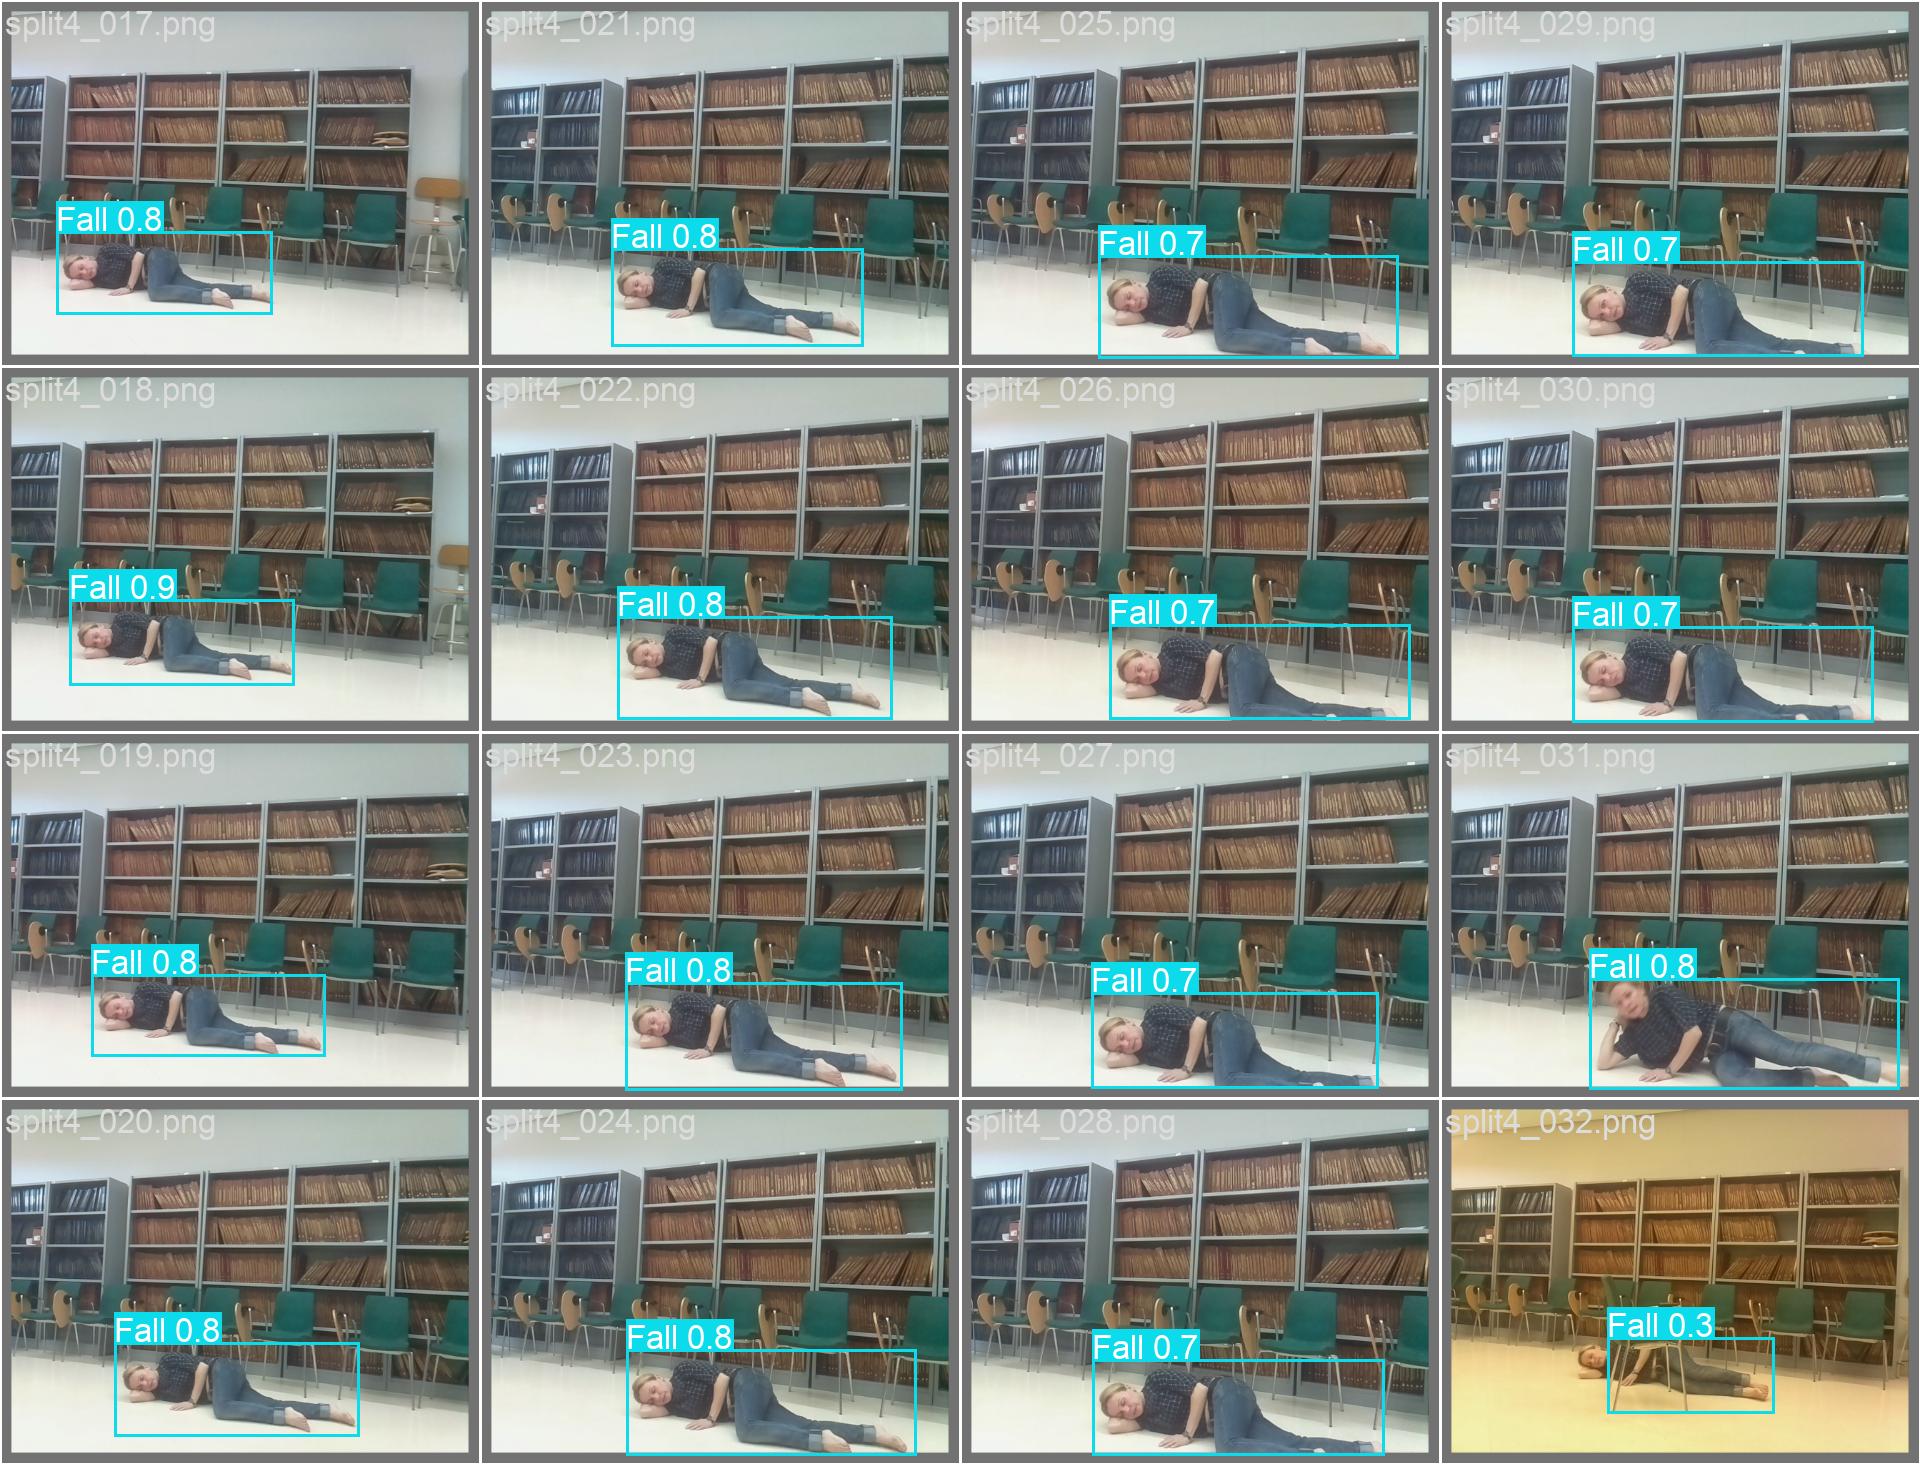 split4_017.png
Fall 0.8
split4_021.png
Fall 0.8
split4_025.png
Fall 0.7
split4_029.png
Fall 0.7
split4_018.png
Fall 0.9
split4_022.png
Fall 0.8
split4_026.png
Fall 0.7
split4_030.png
Fall 0.7
split4_019.png
Fall 0.8
split4_023.png
Fall 0.8
split4_027.png
Fall 0.7
split4_031.png
Fall 0.8
split4_020.png
Fall 0.8
split4_024.png
Fall 0.8
split4_028.png
Fall 0.7
split4_032.png
Fall 0.3